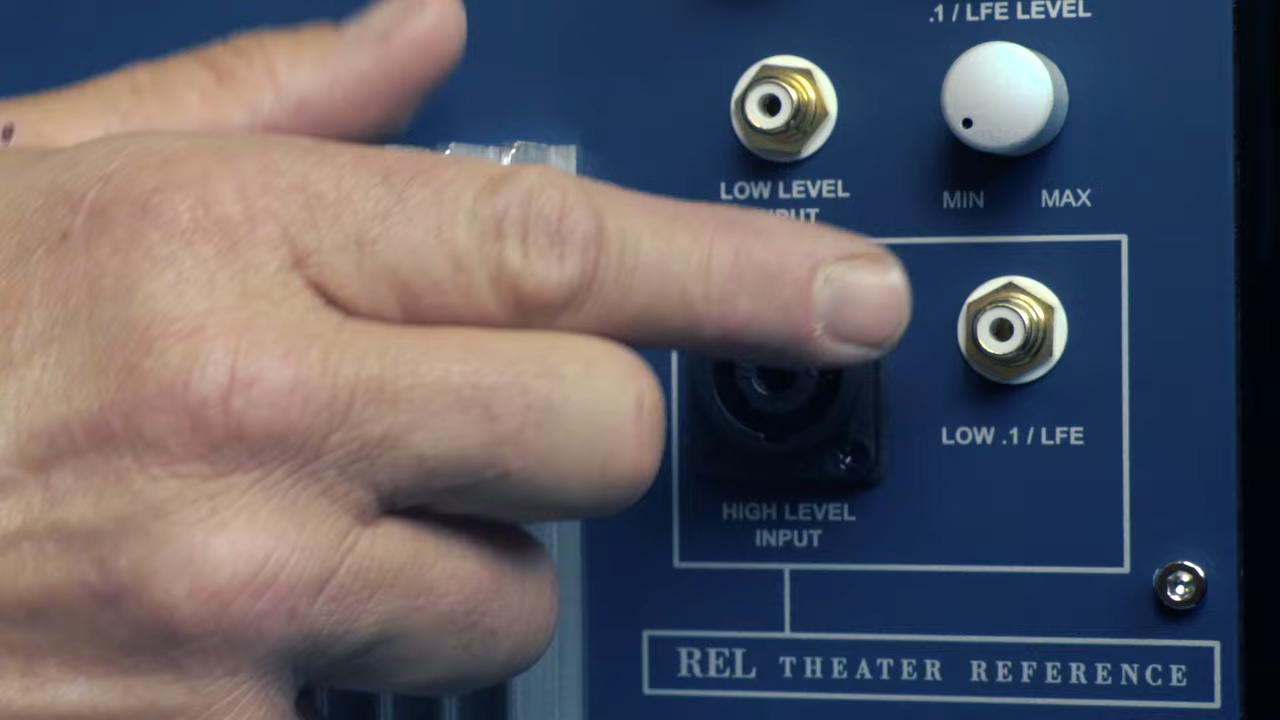 .1 / LFE LEVEL
LOW LEVEL
MIN MAX
LOW .1 / LFE
HIGH LEVEL
INPUT
REL THEATER REFERENCE